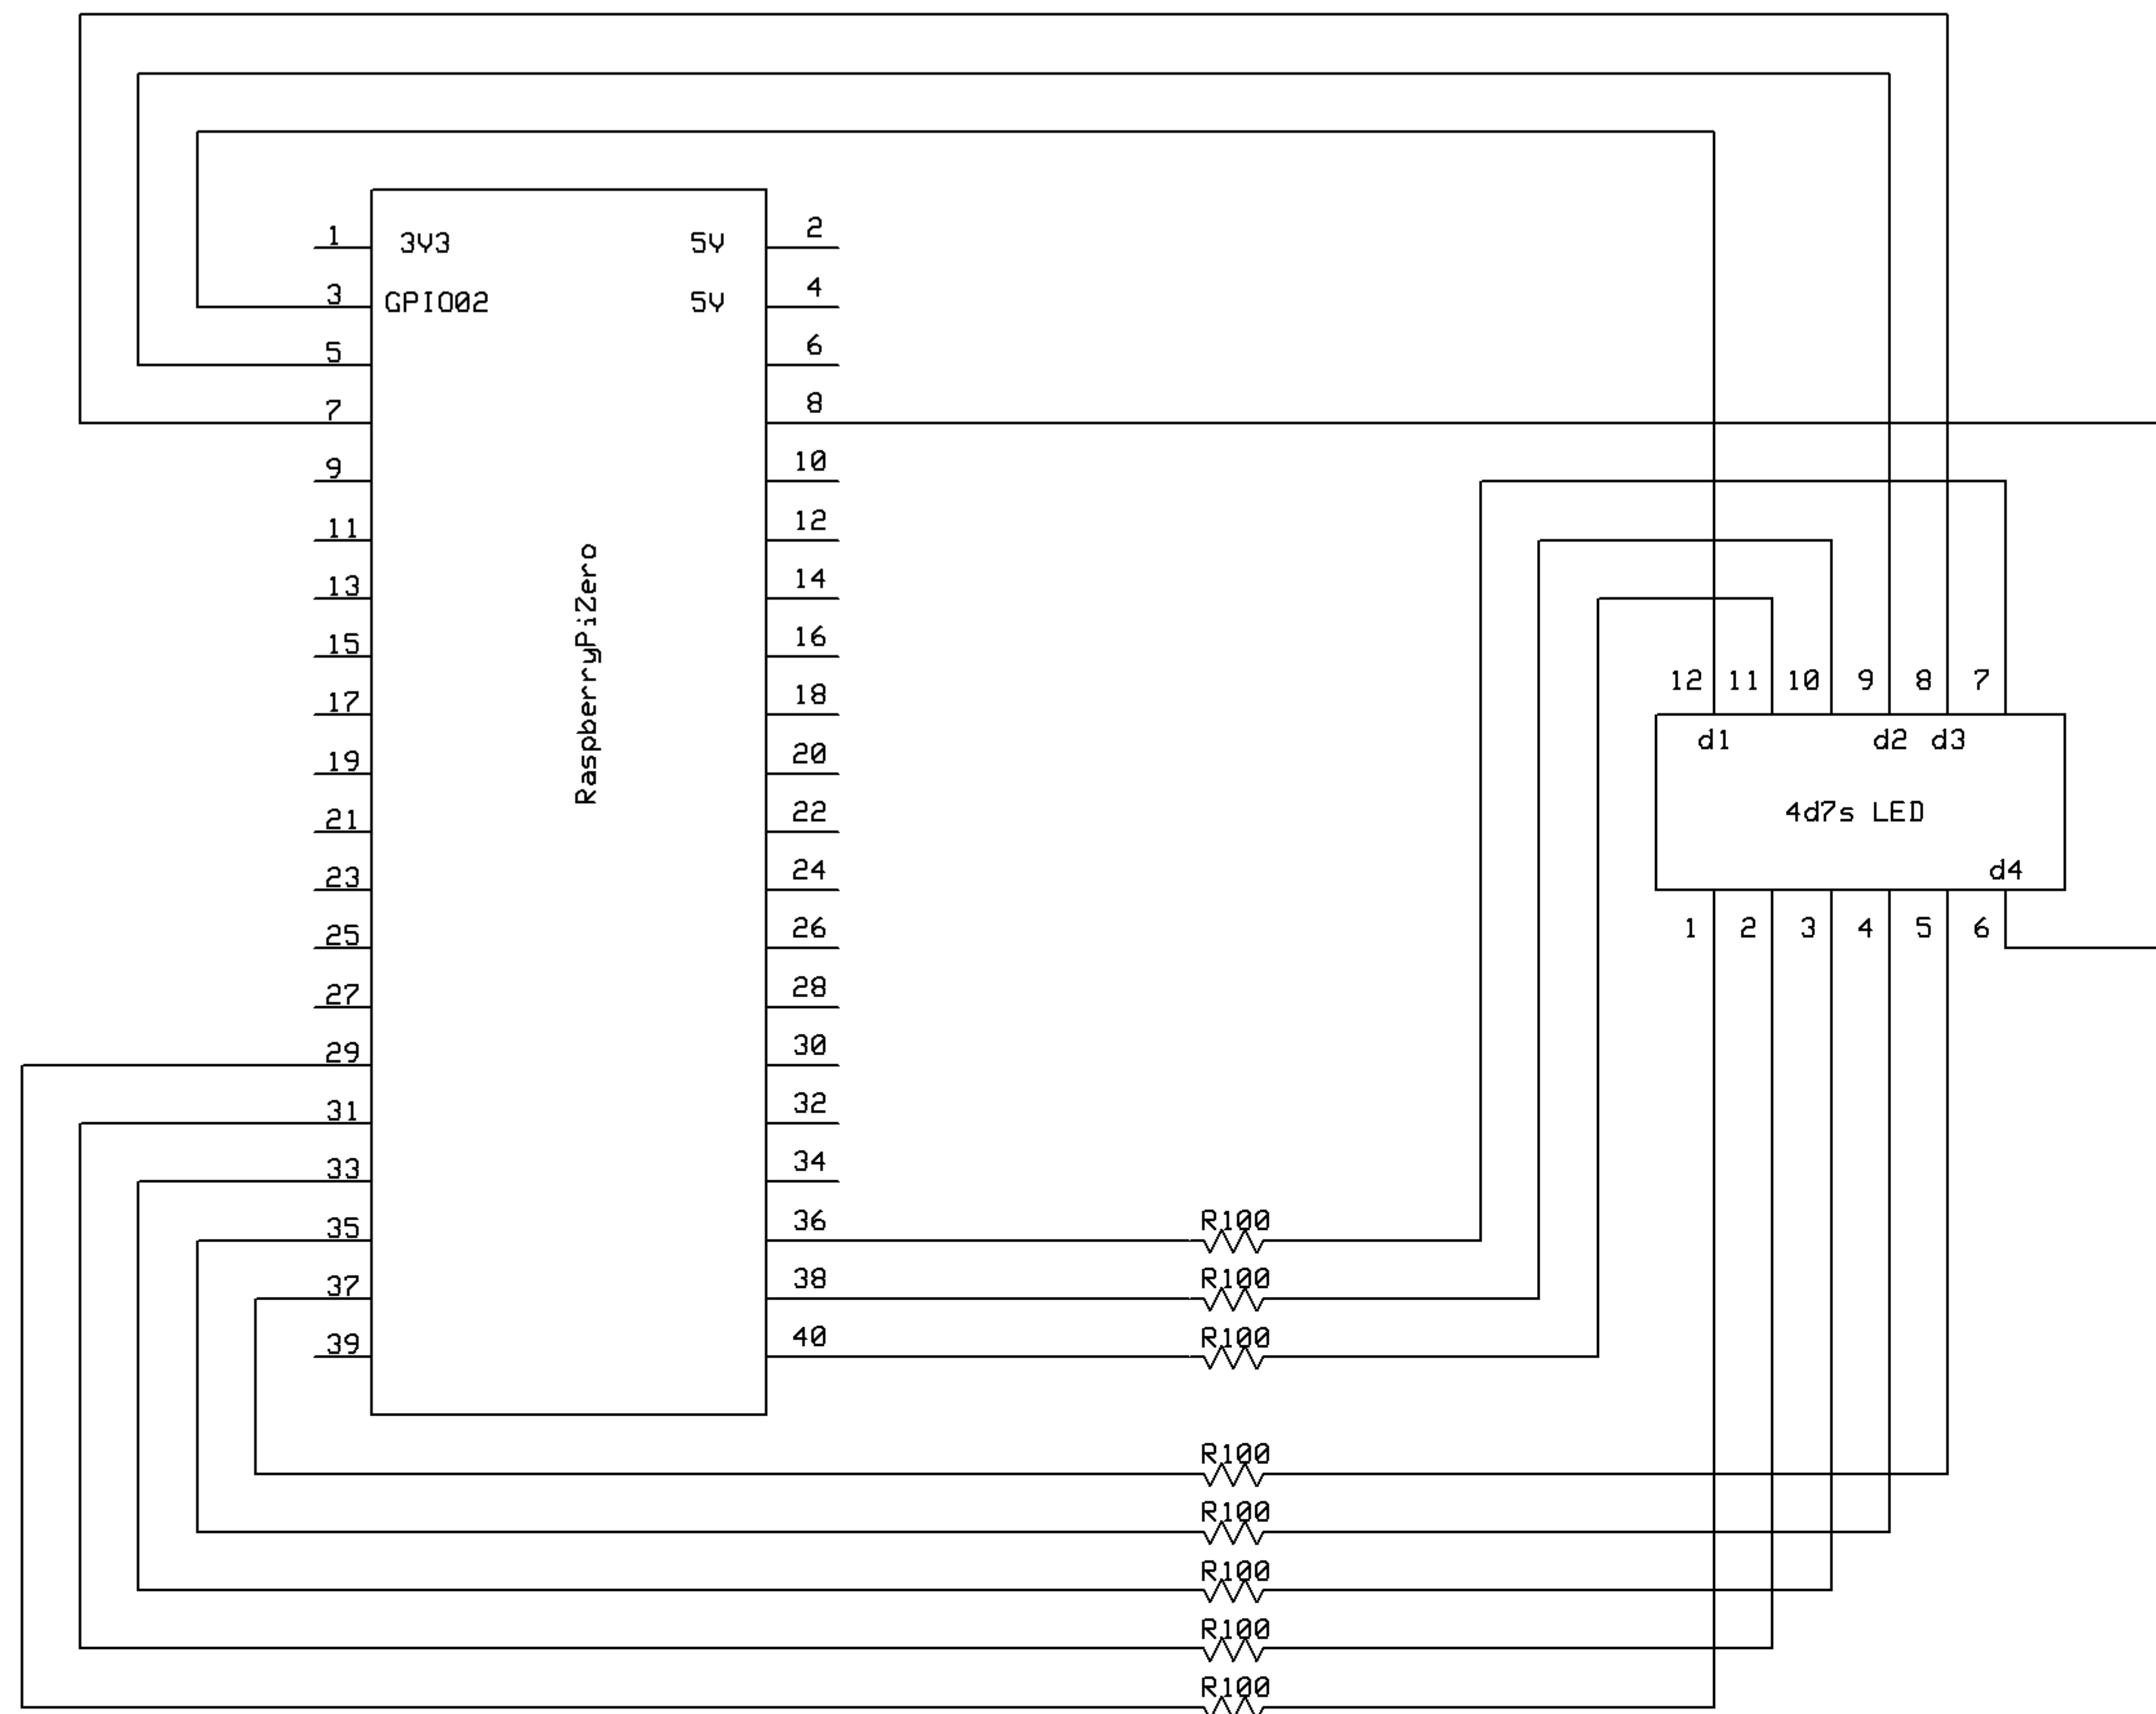 1 3V3 5V 2
3 GPIO02 5V 4
5 6
7 8
9 10
11 12
13 14
15 16
17 18
19 20
21 22
23 24
25 26
27 28
29 30
31 32
33 34
35 36 R100
37 38 R100
39 40 R100
RaspberryPiZero
12 11 10 9 8 7
d1 d2 d3
4d7s LED
d4
1 2 3 4 5 6
R100
R100
R100
R100
R100